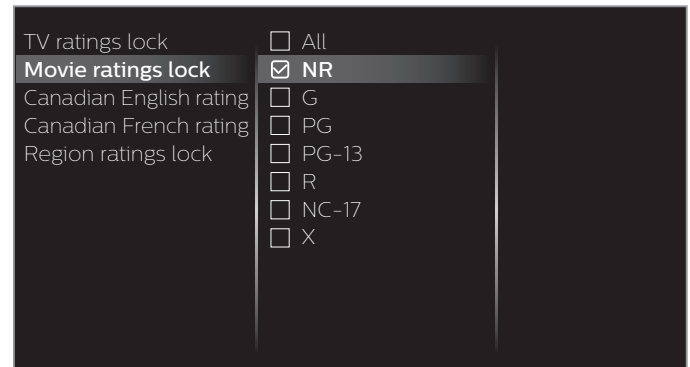 TV ratings lock
Movie ratings lock
Canadian English rating
Canadian French rating
Region ratings lock
All
NR
G
PG
PG-13
R
NC-17
X